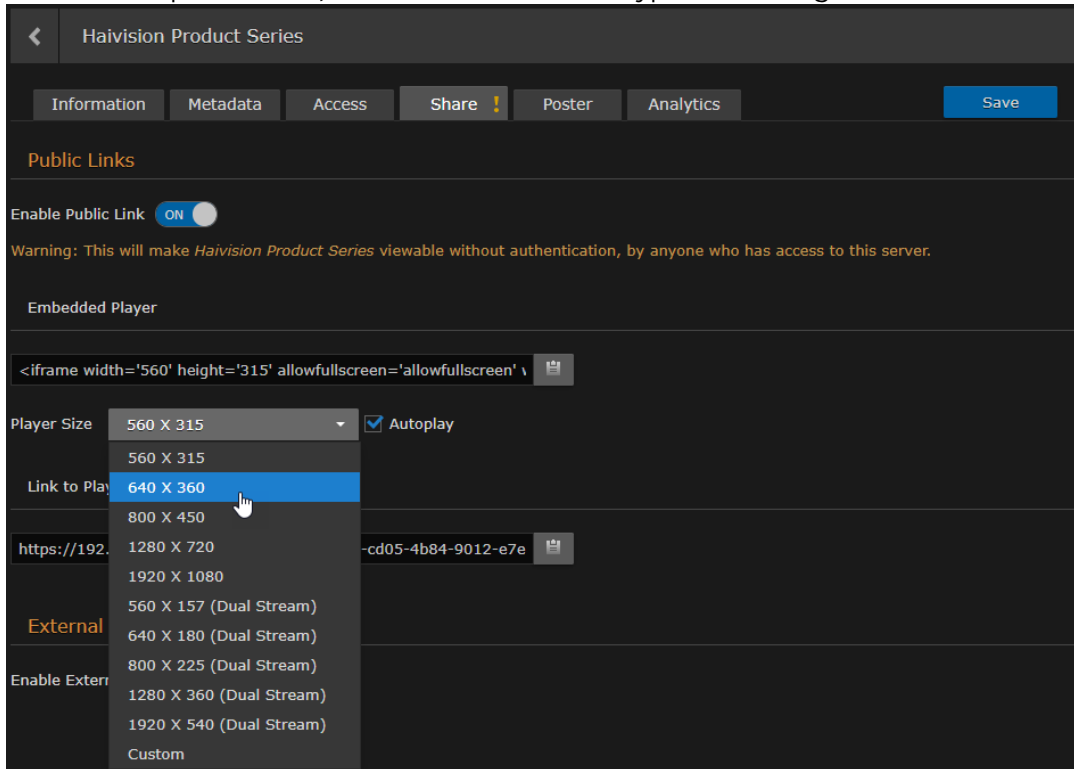 Haivision Product Series
Information Metadata Access Share ! Poster Analytics Save
Public Links
Enable Public Link ON
Warning: This will make Haivision Product Series viewable without authentication, by anyone who has access to this server.
Embedded Player
<iframe width='560' height='315' allowfullscreen='allowfullscreen'
Player Size 560 X 315 Autoplay
560 X 315
Link to Play 640 X 360
800 X 450
https://192. 1280 X 720 -cd05-4b84-9012-e7e
1920 X 1080
560 X 157 (Dual Stream)
External 640 X 180 (Dual Stream)
800 X 225 (Dual Stream)
Enable Extern
1280 X 360 (Dual Stream)
1920 X 540 (Dual Stream)
Custom